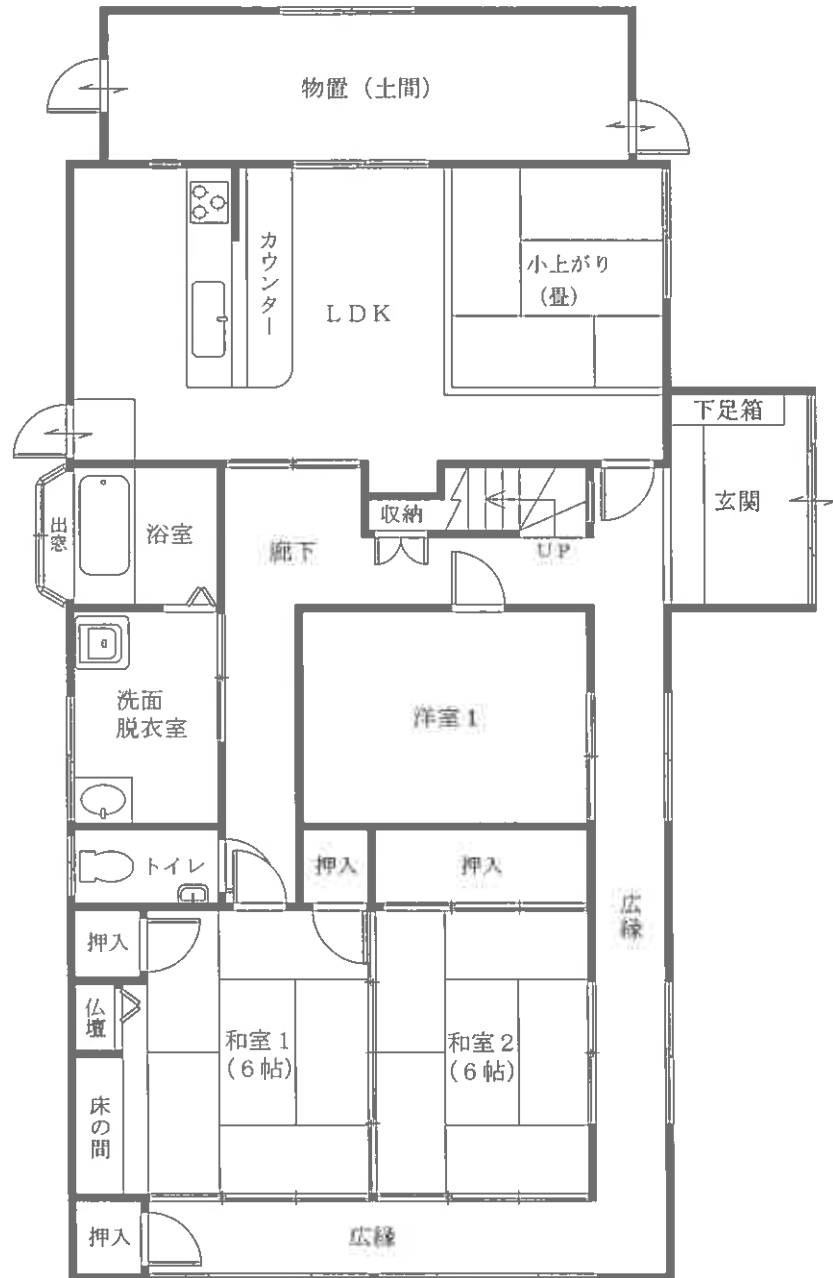 物置（土間）
カウンター
LDK
小上がり
（畳）
下足箱
玄関
出窓
浴室
廊下
収納
UP
洗面
脱衣室
洋室1
トイレ
押入
押入
広縁
押入
仏壇
和室1
（6帖）
和室2
（6帖）
床の間
押入
広縁